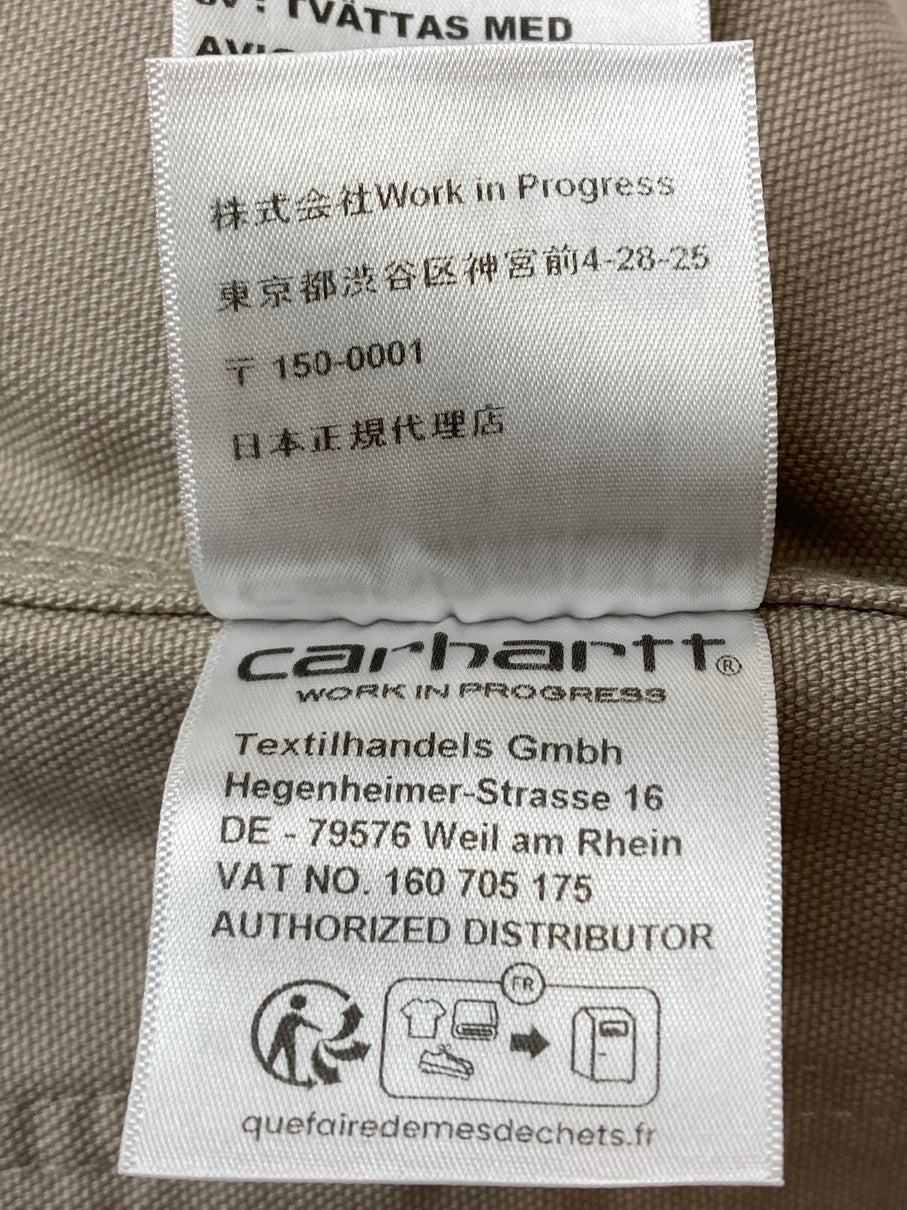 SV : TVÄTTAS MED
株式会社Work in Progress
東京都渋谷区神宮前4-28-25
〒 150-0001
日本正規代理店
carhartt®
WORK IN PROGRESS
Textilhandels Gmbh
Hegenheimer-Strasse 16
DE - 79576 Weil am Rhein
VAT NO. 160 705 175
AUTHORIZED DISTRIBUTOR
FR
quefairedemesdechets.fr